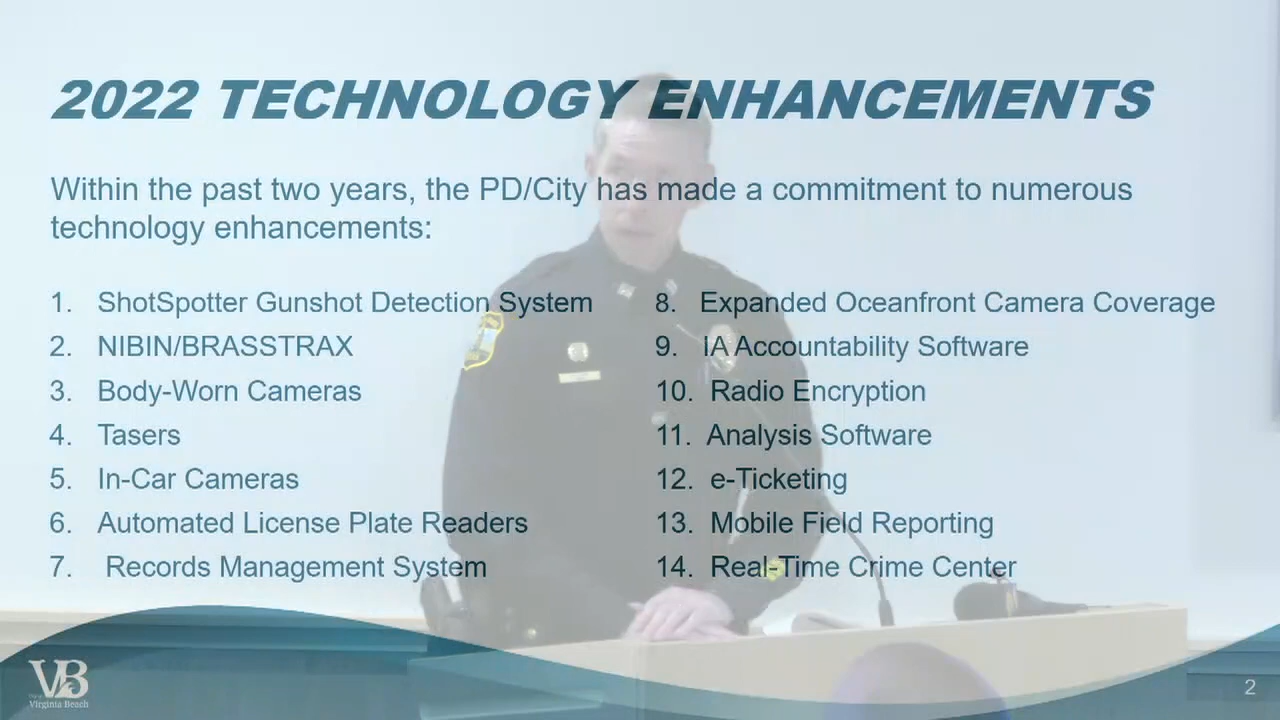 2022 TECHNOLOGY ENHANCEMENTS
Within the past two years, the PD/City has made a commitment to numerous
technology enhancements:
1. ShotSpotter Gunshot Detection System
2. NIBIN/BRASSTRAX
3. Body-Worn Cameras
4. Tasers
5. In-Car Cameras
6. Automated License Plate Readers
7. Records Management System
8. Expanded Oceanfront Camera Coverage
9. IA Accountability Software
10. Radio Encryption
11. Analysis Software
12. e-Ticketing
13. Mobile Field Reporting
14. Real-Time Crime Center
VB
Virginia Beach
2